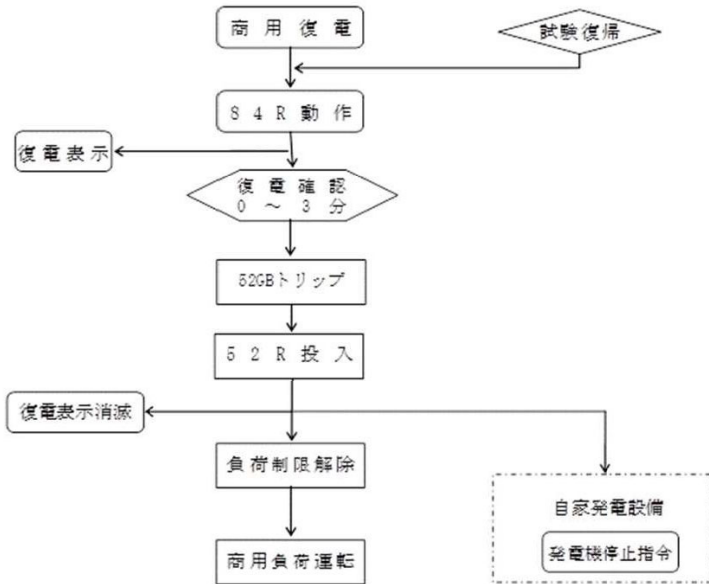 商用復電
試験復帰
84R動作
復電表示
復電確認
0～3分
52GBトリップ
52R投入
復電表示消滅
負荷制限解除
自家発電設備
発電機停止指令
商用負荷運転